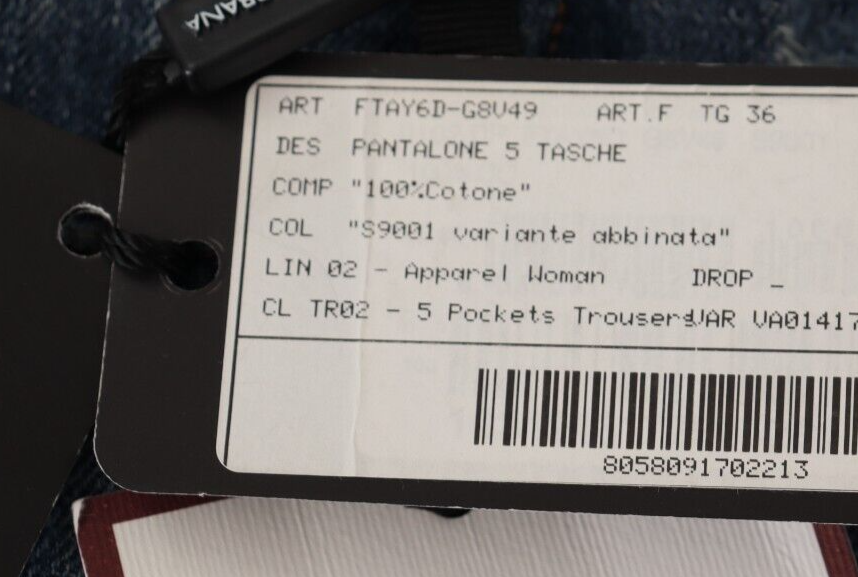 BRANA
ART FTAY6D-G8V49 ART.F TG 36
DES PANTALONE 5 TASCHE
COMP "100%Cotone"
COL "S9001 variante abbinata"
LIN 02 - Apparel Woman DROP _
CL TR02 - 5 Pockets Trousers VAR VA01417
8058091702213